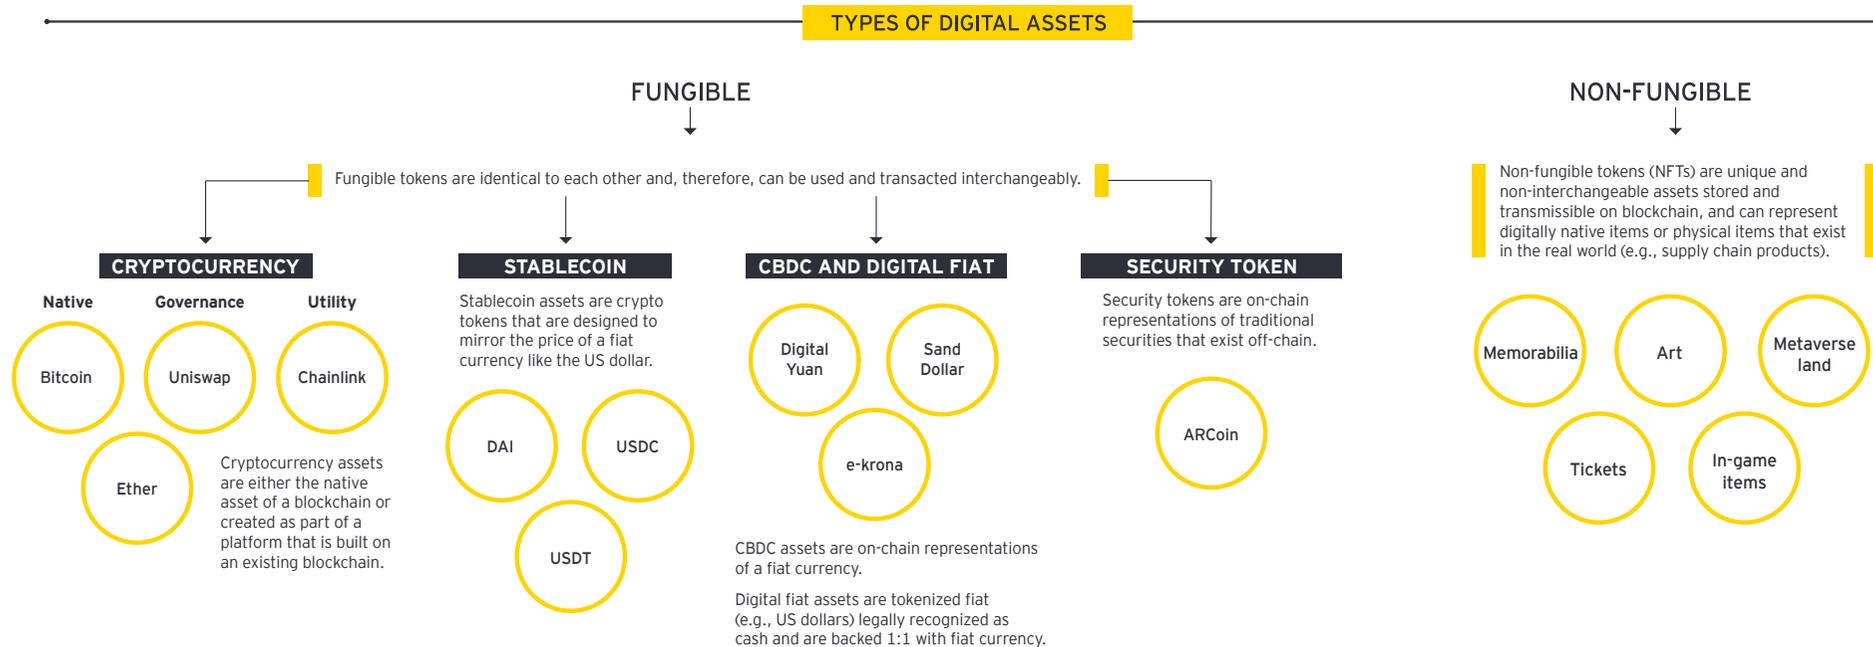 TYPES OF DIGITAL ASSETS
FUNGIBLE
Fungible tokens are identical to each other and, therefore, can be used and transacted interchangeably.
CRYPTOCURRENCY
Native
Governance
Utility
Bitcoin
Uniswap
Chainlink
Ether
Cryptocurrency assets
are either the native
asset of a blockchain or
created as part of a
platform that is built on
an existing blockchain.
STABLECOIN
Stablecoin assets are crypto
tokens that are designed to
mirror the price of a fiat
currency like the US dollar.
DAI
USDC
USDT
CBDC AND DIGITAL FIAT
Digital
Yuan
Sand
Dollar
e-krona
CBDC assets are on-chain representations
of a fiat currency.
Digital fiat assets are tokenized fiat
(e.g., US dollars) legally recognized as
cash and are backed 1:1 with fiat currency.
SECURITY TOKEN
Security tokens are on-chain
representations of traditional
securities that exist off-chain.
ARCoin
NON-FUNGIBLE
Non-fungible tokens (NFTs) are unique and
non-interchangeable assets stored and
transmissible on blockchain, and can represent
digitally native items or physical items that exist
in the real world (e.g., supply chain products).
Memorabilia
Art
Metaverse
land
Tickets
In-game
items